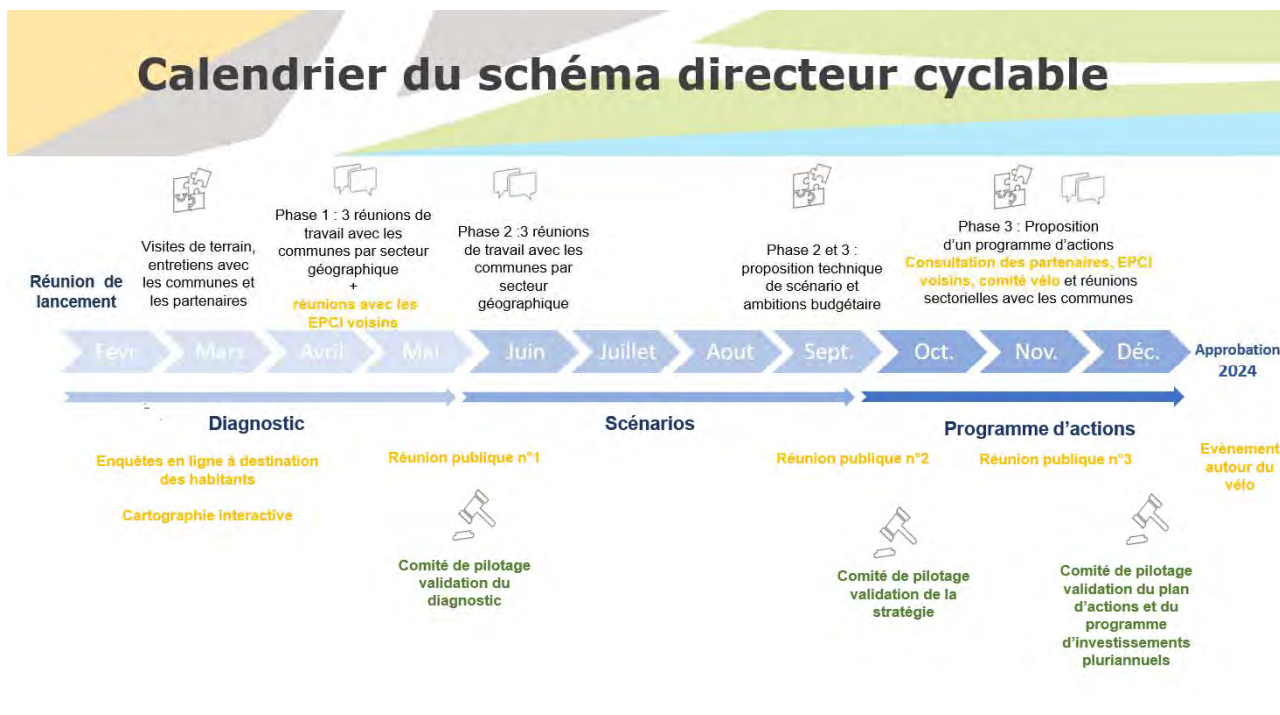 Calendrier du schéma directeur cyclable
Réunion de
lancement
Visites de terrain,
entretiens avec
les communes et
les partenaires
Phase 1 : 3 réunions de
travail avec les
communes par secteur
géographique
+
réunions avec les
EPCI voisins
Phase 2 :3 réunions
de travail avec les
communes par
secteur
géographique
Phase 2 et 3 :
proposition technique
de scénario et
ambitions budgétaire
Phase 3 : Proposition
d'un programme d'actions
Consultation des partenaires, EPCI
voisins, comité vélo et réunions
sectorielles avec les communes
Févr.
Mars
Avril
Mai
Juin
Juillet
Aout
Sept.
Oct.
Nov.
Déc.
Approbation
2024
Diagnostic
Scénarios
Programme d'actions
Enquêtes en ligne à destination
des habitants
Cartographie interactive
Réunion publique n°1
Réunion publique n°2
Réunion publique n°3
Evènement
autour du
vélo
Comité de pilotage
validation du
diagnostic
Comité de pilotage
validation de la
stratégie
Comité de pilotage
validation du plan
d'actions et du
programme
d'investissements
pluriannuels